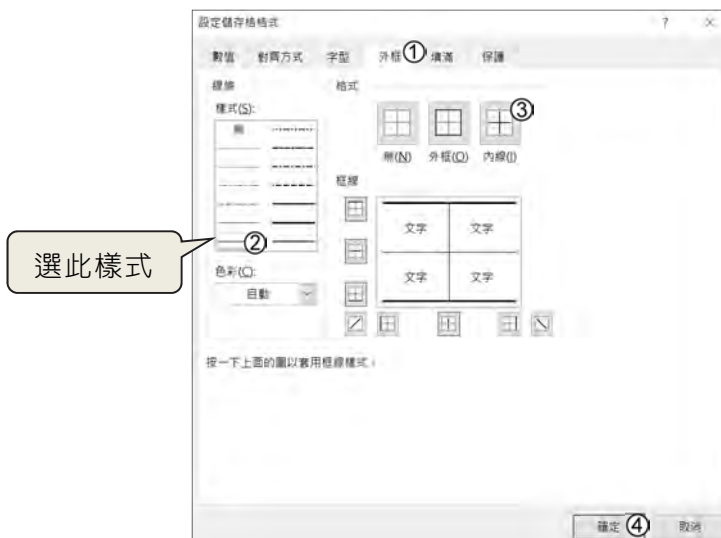 設定儲存格格式 ? ×
數值 對齊方式 字型 外框 ① 填滿 保護
線條
樣式(S):
無
②
色彩(C):
自動
格式
③
無(N) 外框(O) 內線(I)
框線
文字 文字
文字 文字
選此樣式
按一下上面的圖以套用框線樣式。
確定 ④ 取消